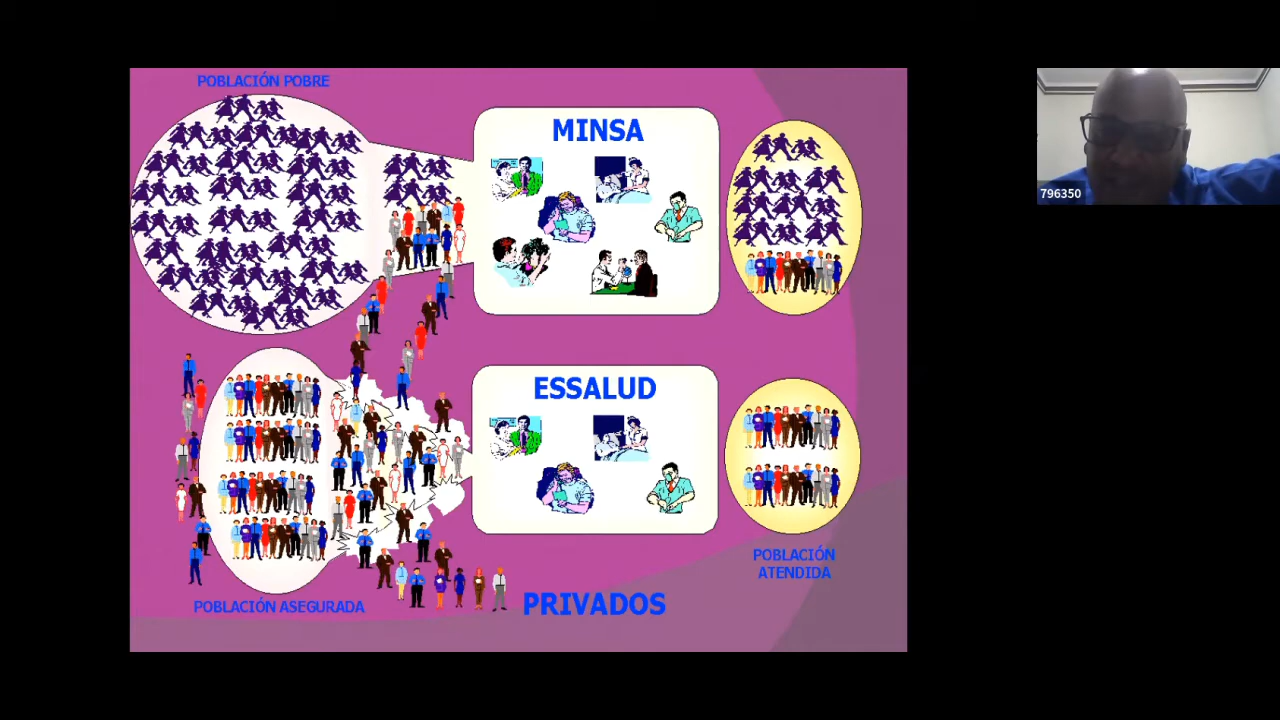 POBLACIÓN POBRE
MINSA
796350
ESSALUD
POBLACIÓN
ATENDIDA
POBLACIÓN ASEGURADA
PRIVADOS